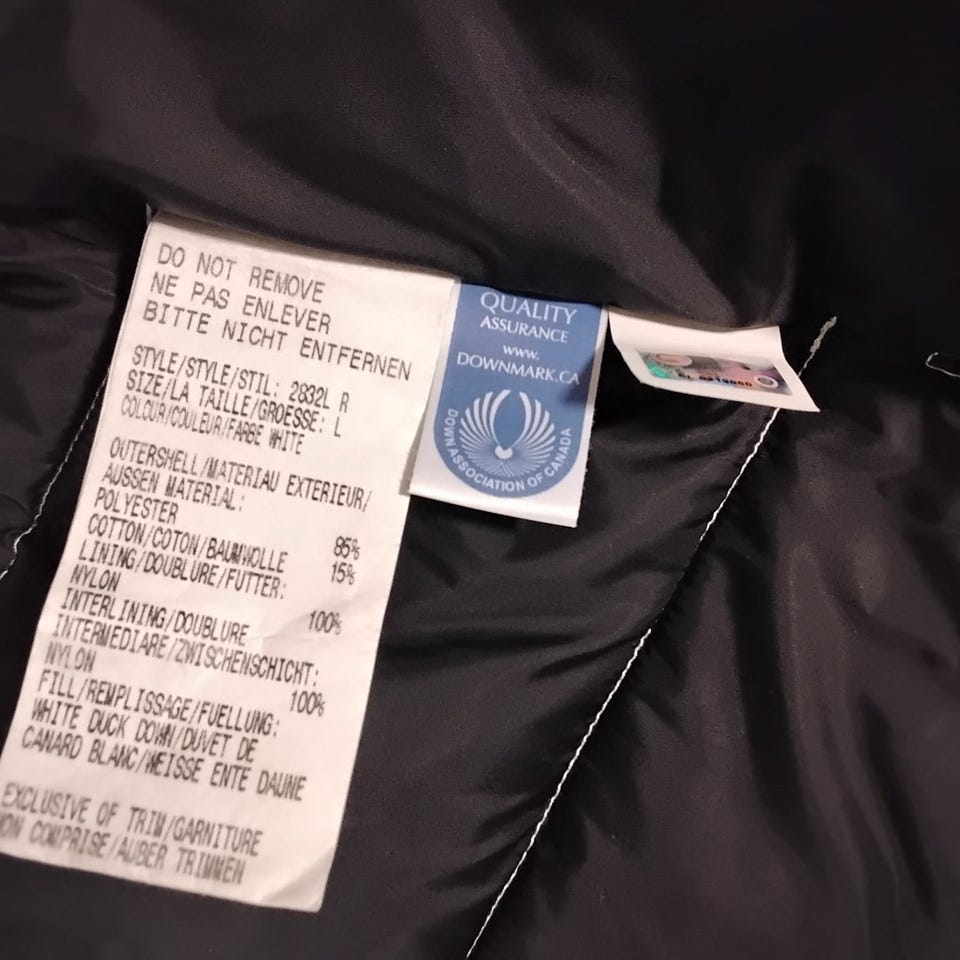 DO NOT REMOVE
NE PAS ENLEVER
BITTE NICHT ENTFERNEN
STYLE/STYLE/STIL: 2832L R
SIZE/LA TAILLE/GROESSE: L
COLOUR/COULEUR/FARBE WHITE
OUTERSHELL/MATERIAU EXTERIEUR/
AUSSEN MATERIAL:
POLYESTER 85%
COTTON/COTON/BAUMWOLLE 15%
LINING/DOUBLURE/FUTTER:
NYLON 100%
INTERLINING/DOUBLURE
INTERMEDIARE/ZWISCHENSCHICHT:
NYLON 100%
FILL/REMPLISSAGE/FUELLUNG:
WHITE DUCK DOWN/DUVET DE
CANARD BLANC/WEISSE ENTE DAUNE
EXCLUSIVE OF TRIM/GARNITURE
ON COMPRISE/AUBER TRIMMEN
QUALITY
ASSURANCE
www.
DOWNMARK.CA
DOWN ASSOCIATION OF CANADA